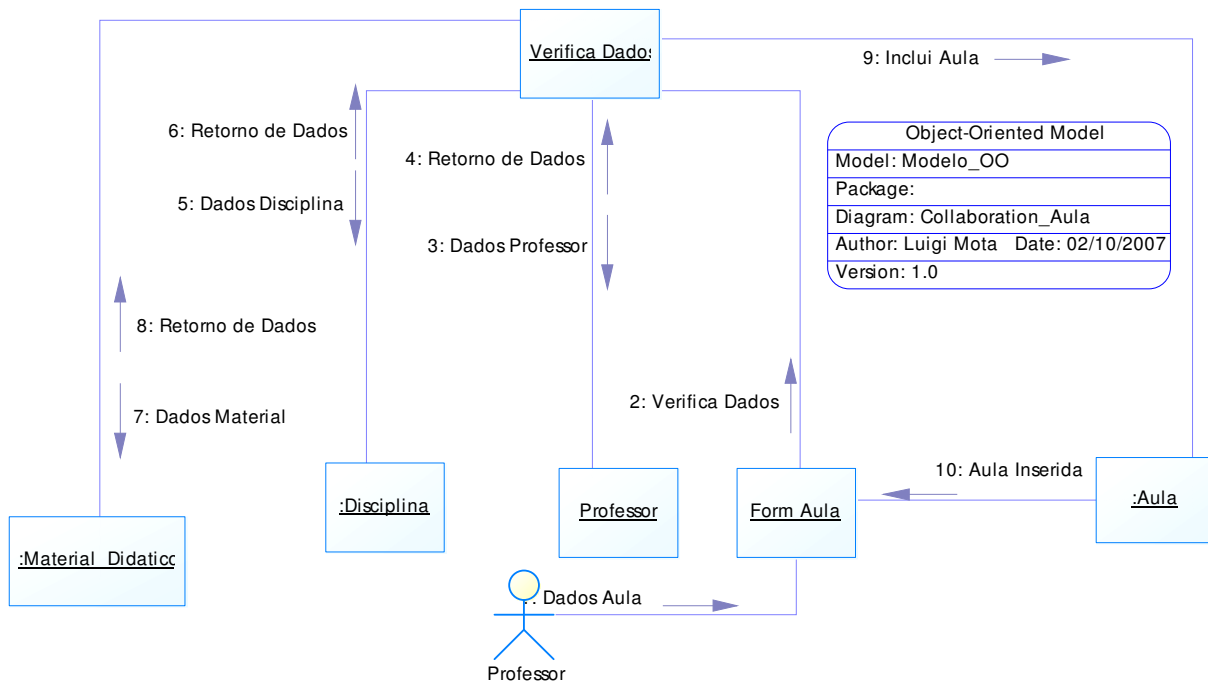 Verifica Dados
9: Inclui Aula
6: Retorno de Dados
4: Retorno de Dados
5: Dados Disciplina
3: Dados Professor
Object-Oriented Model
Model: Modelo_OO
Package:
Diagram: Collaboration_Aula
Author: Luigi Mota Date: 02/10/2007
Version: 1.0
8: Retorno de Dados
7: Dados Material
2: Verifica Dados
10: Aula Inserida
:Disciplina
Professor
Form Aula
:Aula
:Material_Didatico
: Dados Aula
Professor